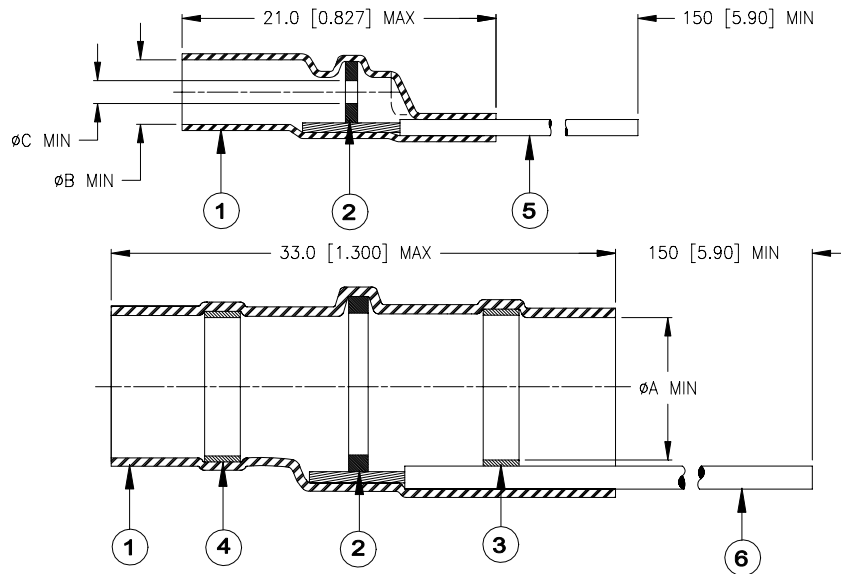 21.0 [0.827] MAX
150 [5.90] MIN
øC MIN
øB MIN
1
2
5
33.0 [1.300] MAX
150 [5.90] MIN
øA MIN
1
4
2
3
6